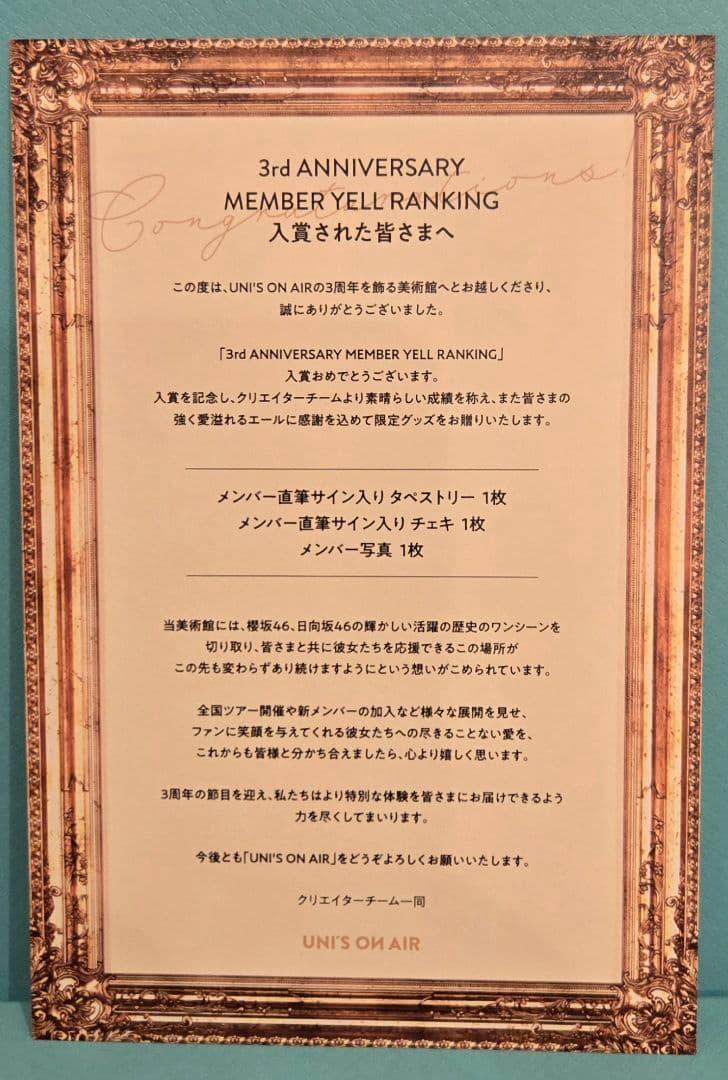 3rd ANNIVERSARY
MEMBER YELL RANKING
Congratulations!
入賞された皆さまへ
この度は、UNI'S ON AIRの3周年を飾る美術館へとお越しくださり、
誠にありがとうございました。
「3rd ANNIVERSARY MEMBER YELL RANKING」
入賞おめでとうございます。
入賞を記念し、クリエイターチームより素晴らしい成績を称え、また皆さまの
強く愛溢れるエールに感謝を込めて限定グッズをお贈りいたします。
メンバー直筆サイン入り タペストリー 1枚
メンバー直筆サイン入り チェキ 1枚
メンバー写真 1枚
当美術館には、櫻坂46、日向坂46の輝かしい活躍の歴史のワンシーンを
切り取り、皆さまと共に彼女たちを応援できるこの場所が
この先も変わらずあり続けますようにという想いがこめられています。
全国ツアー開催や新メンバーの加入など様々な展開を見せ、
ファンに笑顔を与えてくれる彼女たちへの尽きることない愛を、
これからも皆様と分かち合えましたら、心より嬉しく思います。
3周年の節目を迎え、私たちはより特別な体験を皆さまにお届けできるよう
力を尽くしてまいります。
今後とも「UNI'S ON AIR」をどうぞよろしくお願いいたします。
クリエイターチーム一同
UNI'S ON AIR